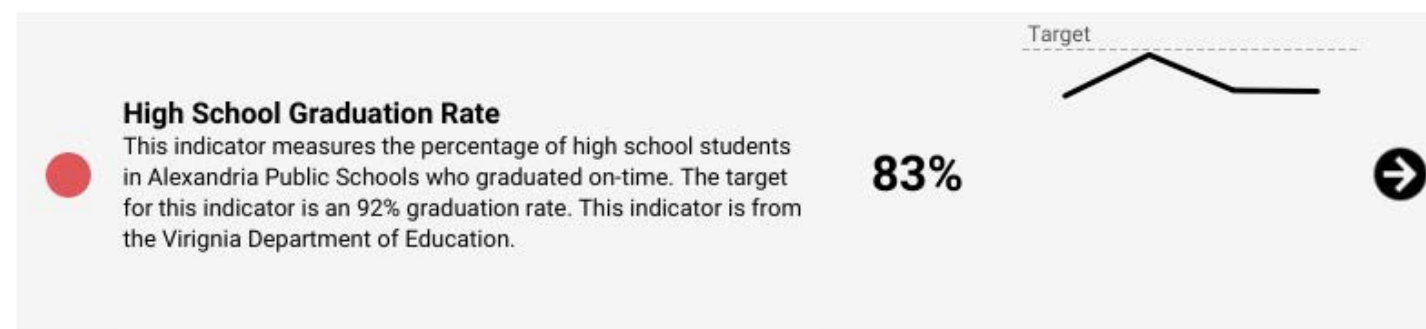 Target
High School Graduation Rate
This indicator measures the percentage of high school students
in Alexandria Public Schools who graduated on-time. The target
for this indicator is an 92% graduation rate. This indicator is from
the Virignia Department of Education.
83%